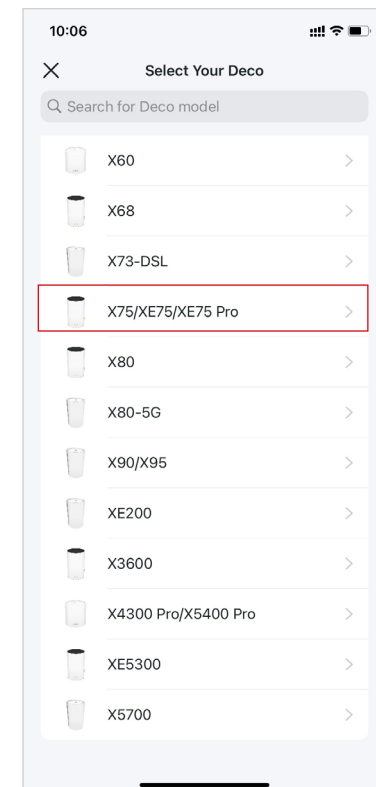 10:06
Select Your Deco
Search for Deco model
X60
X68
X73-DSL
X75/XE75/XE75 Pro
X80
X80-5G
X90/X95
XE200
X3600
X4300 Pro/X5400 Pro
XE5300
X5700